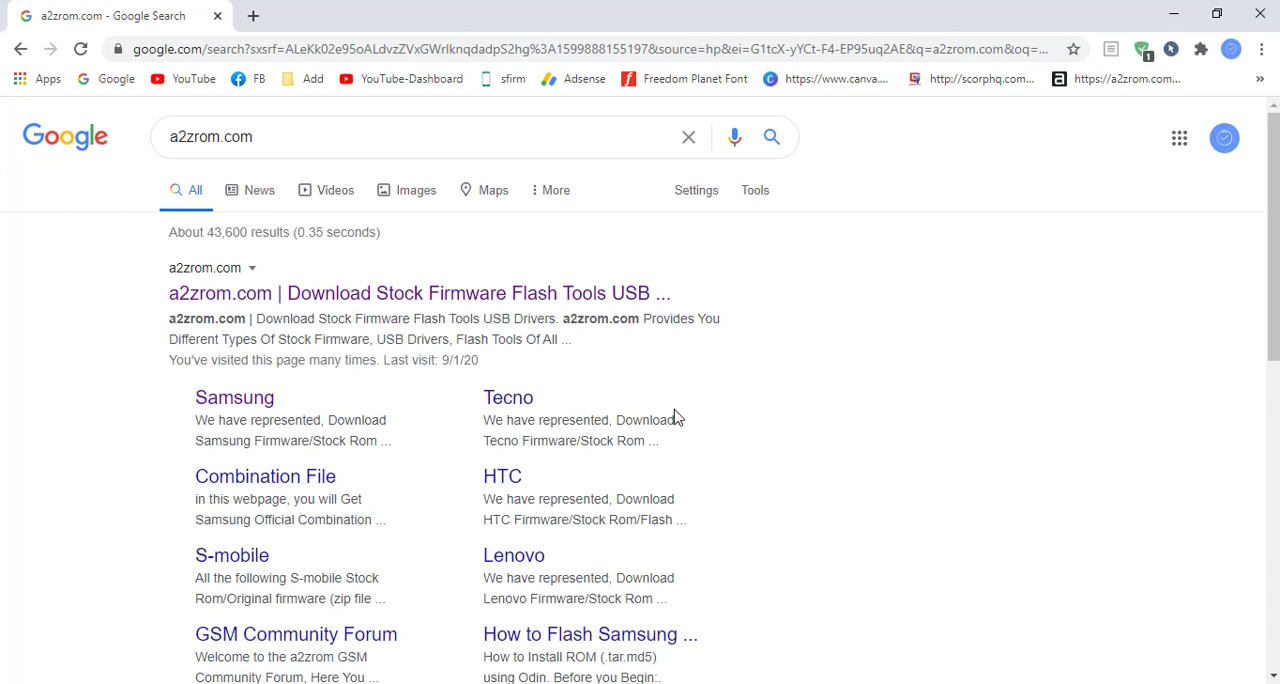 a2zrom.com - Google Search
google.com/search?sxsrf=ALeKk02e95oALdvzZVxGWrlknqdadpS2hg%3A1599888155197&source=hp&ei=G1tcX-yYCt-F4-EP95uq2AE&q=a2zrom.com&oq=...
1
Apps Google YouTube FB Add YouTube-Dashboard sfirm Adsense Freedom Planet Font https://www.canva.... http://scorphq.com... https://a2zrom.com... »
Google a2zrom.com
All News Videos Images Maps More Settings Tools
About 43,600 results (0.35 seconds)
a2zrom.com
a2zrom.com | Download Stock Firmware Flash Tools USB ...
a2zrom.com | Download Stock Firmware Flash Tools USB Drivers. a2zrom.com Provides You
Different Types Of Stock Firmware, USB Drivers, Flash Tools Of All ...
You've visited this page many times. Last visit: 9/1/20
Samsung
We have represented, Download
Samsung Firmware/Stock Rom ...
Tecno
We have represented, Download
Tecno Firmware/Stock Rom ...
Combination File
in this webpage, you will Get
Samsung Official Combination ...
HTC
We have represented, Download
HTC Firmware/Stock Rom/Flash ...
S-mobile
All the following S-mobile Stock
Rom/Original firmware (zip file ...
Lenovo
We have represented, Download
Lenovo Firmware/Stock Rom ...
GSM Community Forum
Welcome to the a2zrom GSM
Community Forum, Here You ...
How to Flash Samsung ...
How to Install ROM (.tar.md5)
using Odin. Before you Begin:.